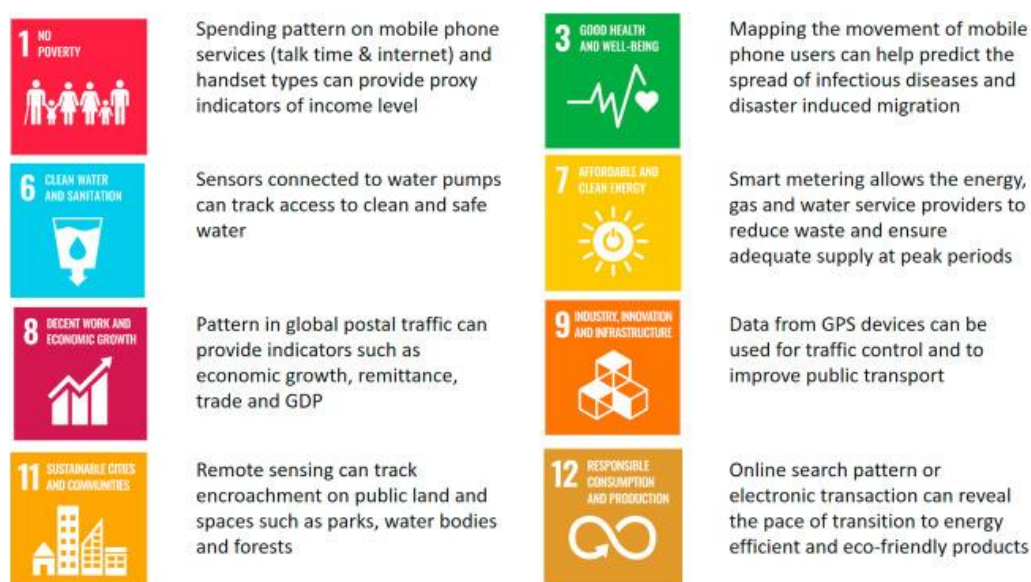 1 NO
POVERTY
Spending pattern on mobile phone
services (talk time & internet) and
handset types can provide proxy
indicators of income level
3 GOOD HEALTH
AND WELL-BEING
Mapping the movement of mobile
phone users can help predict the
spread of infectious diseases and
disaster induced migration
6 CLEAN WATER
AND SANITATION
Sensors connected to water pumps
can track access to clean and safe
water
7 AFFORDABLE AND
CLEAN ENERGY
Smart metering allows the energy,
gas and water service providers to
reduce waste and ensure
adequate supply at peak periods
8 DECENT WORK AND
ECONOMIC GROWTH
Pattern in global postal traffic can
provide indicators such as
economic growth, remittance,
trade and GDP
9 INDUSTRY, INNOVATION
AND INFRASTRUCTURE
Data from GPS devices can be
used for traffic control and to
improve public transport
11 SUSTAINABLE CITIES
AND COMMUNITIES
Remote sensing can track
encroachment on public land and
spaces such as parks, water bodies
and forests
12 RESPONSIBLE
CONSUMPTION
AND PRODUCTION
Online search pattern or
electronic transaction can reveal
the pace of transition to energy
efficient and eco-friendly products